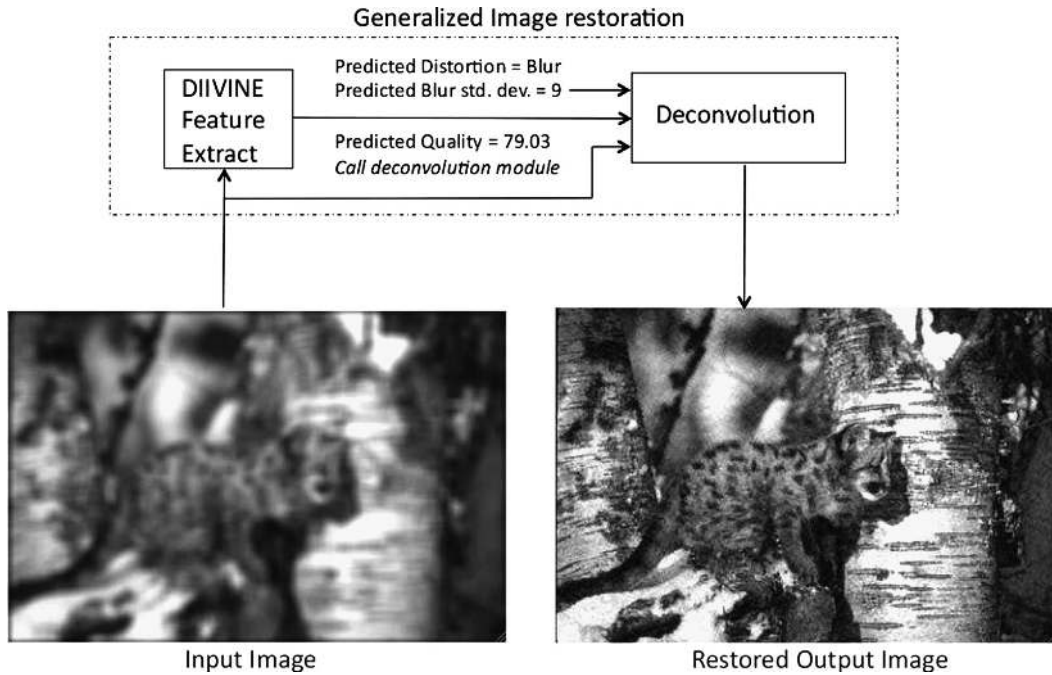 Generalized Image restoration
DIIVINE
Feature
Extract
Predicted Distortion = Blur
Predicted Blur std. dev. = 9
Predicted Quality = 79.03
Call deconvolution module
Deconvolution
Input Image
Restored Output Image